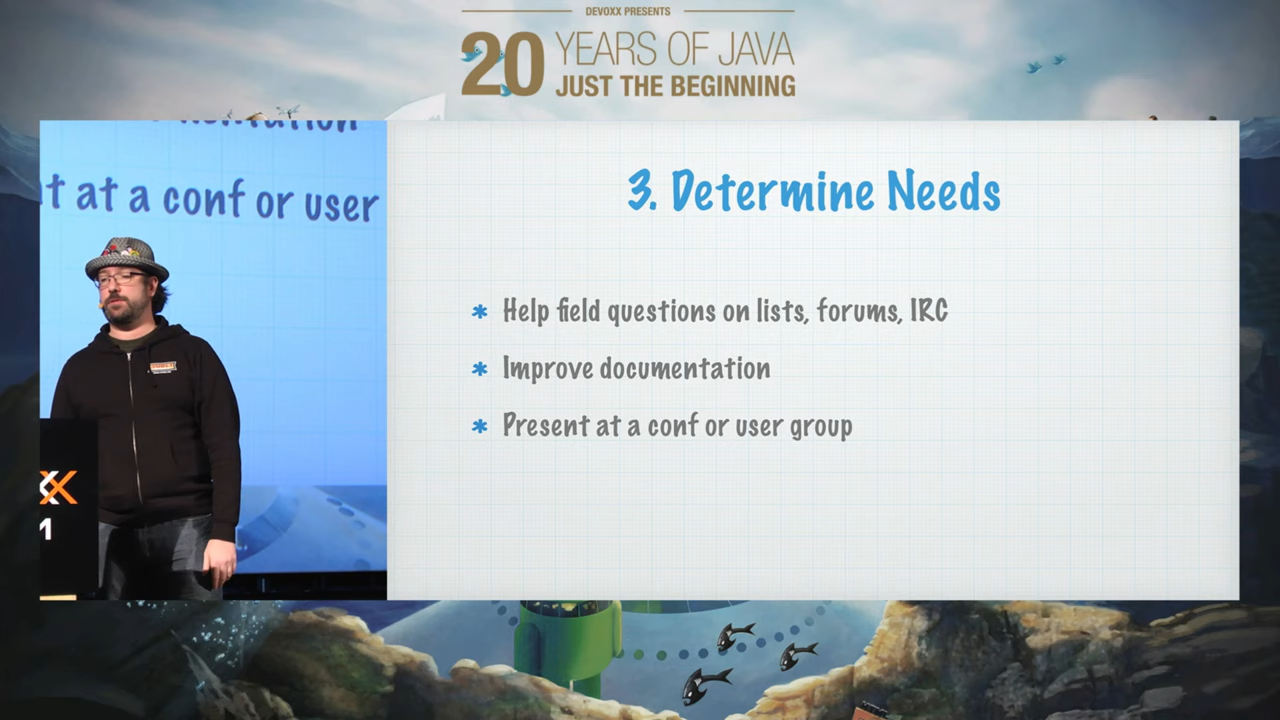 DEVOXX PRESENTS
20 YEARS OF JAVA
JUST THE BEGINNING
t at a conf or user
3. Determine Needs
* Help field questions on lists, forums, IRC
* Improve documentation
* Present at a conf or user group